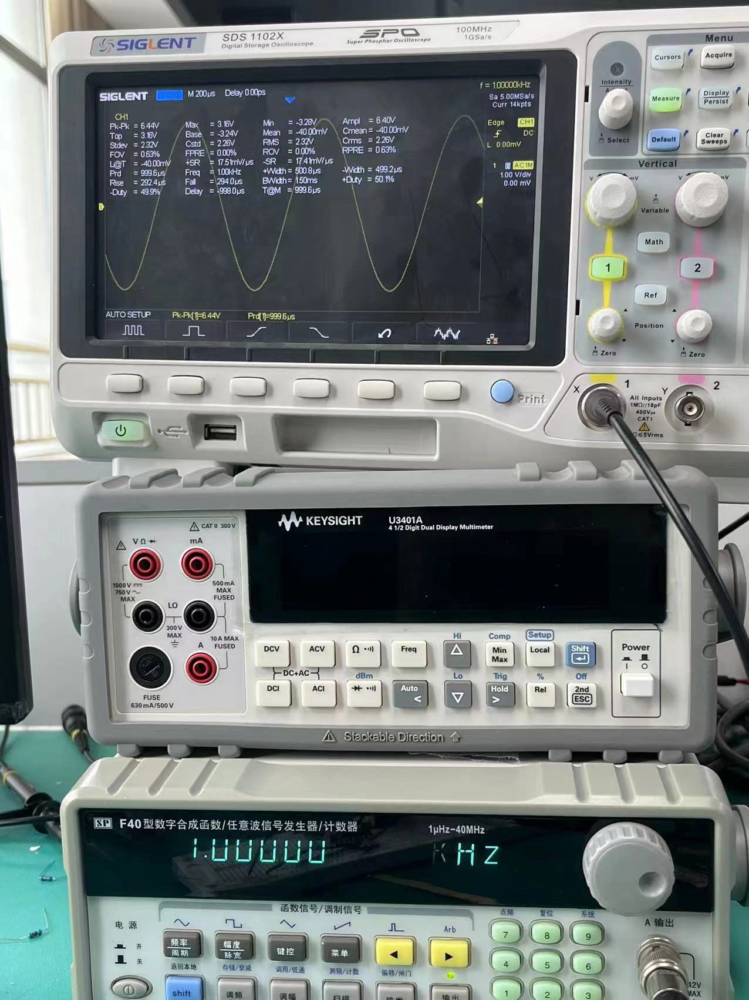 SIGLENT SDS 1102X
Digital Storage Oscilloscope
SPO
Super Phosphor Oscilloscope
100MHz
1GSa/s
SIGLENT M 200μs Delay 0.00ps
f = 1.00000kHz
Sa 5.00MSa/s
Curr 14kpts
Edge CH1
DC
L 0.00mV
1 B AC1M
1.00 V/div
0.00 mV
CH1
Pk-Pk = 6.44V Max = 3.16V Min = -3.28V Ampl = 6.40V
Top = 3.16V Base = -3.24V Mean = -40.00mV Cmean = -40.00mV
Stdev = 2.32V Cstd = 2.26V RMS = 2.32V Crms = 2.26V
FOV = 0.63% FPRE = 0.00% ROV = 0.00% RPRE = 0.63%
L@T = -40.00mV +SR = 17.51mV/μs -SR = 17.41mV/μs
Prd = 999.6μs Freq = 1.00kHz +Width = 500.8μs -Width = 499.2μs
Rise = 292.4μs Fall = 294.0μs BWidth = 1.50ms +Duty = 50.1%
-Duty = 49.9% Delay = -998.0μs T@M = 999.6μs
1
AUTO SETUP Pk-Pk[1]=6.44V Prd[1]=999.6μs
Print
Menu
Cursors Acquire
Intensity
Measure Display
Persist
Select
Default Clear
Sweeps
Vertical
V mV V mV
Variable
Math
1 2
Ref
Position
Zero Zero
X 1 Y 2
All Inputs
1MΩ//18pF
400Vpk
CAT I
Ω≤5Vrms
KEYSIGHT U3401A
4 1/2 Digit Dual Display Multimeter
CAT II 300V
V Ω mA
1000V
750V
MAX
500mA
MAX
FUSED
LO
300V
MAX
10A MAX
FUSED
A
FUSE
630mA/500V
Hi Comp Setup
DCV ACV Ω Freq Min
Max Local Shift
DC+AC dBm Lo Trig % Off
DCI ACI Auto
< Hold
> Rel 2nd
ESC
Power
I O
Stackable Direction
SP F40型数字合成函数/任意波信号发生器/计数器 1μHz-40MHz
1.00000 KHz
函数信号/调制信号
点频 复位 系统
电源
开
关
Arb
频率
周期
幅度
脉宽
键控 菜单 ◄ ►
7 8 9
A 输出
返回本地 存储/衰减 调用/低通 测频/计数 偏移/闸门
4 5 6
shift 调频 调幅 扫描 输出
1 2 3
42V
MAX